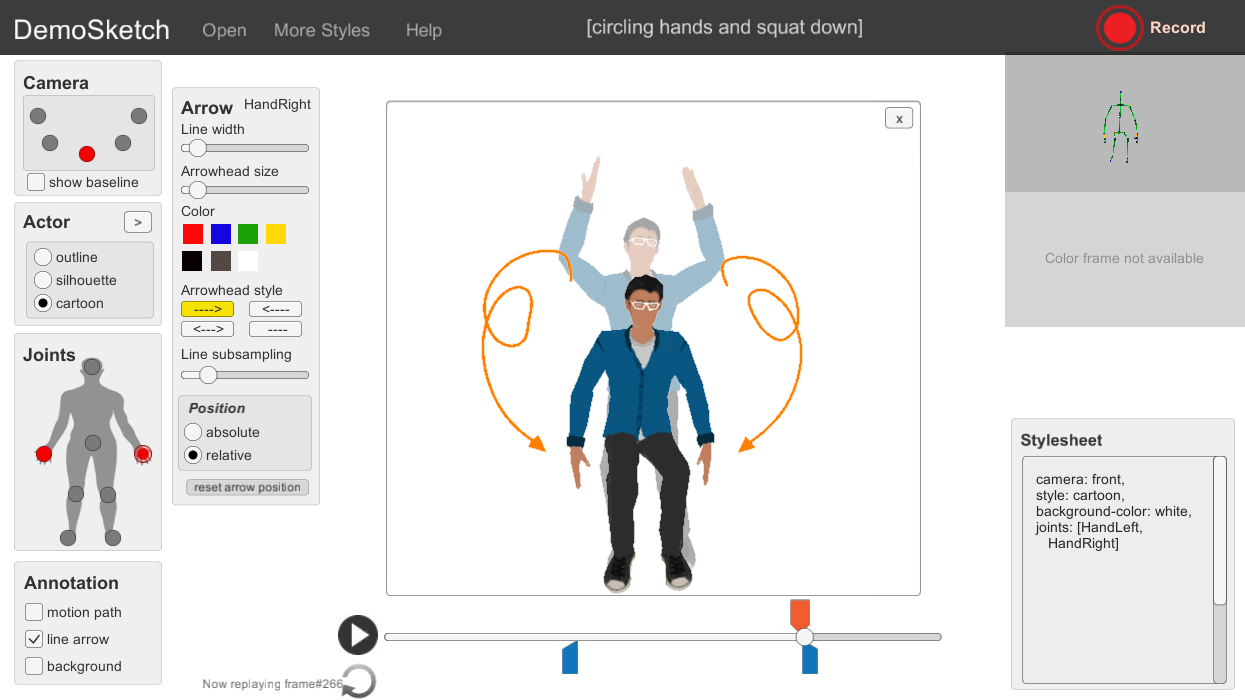 DemoSketch
Open
More Styles
Help
[circling hands and squat down]
Record
Camera
show baseline
Actor
>
outline
silhouette
cartoon
Joints
Annotation
motion path
line arrow
background
Arrow
HandRight
Line width
Arrowhead size
Color
Arrowhead style
---->
<----
<--->
----
Line subsampling
Position
absolute
relative
reset arrow position
x
Now replaying frame#266
Color frame not available
Stylesheet
camera: front,
style: cartoon,
background-color: white,
joints: [HandLeft,
HandRight]